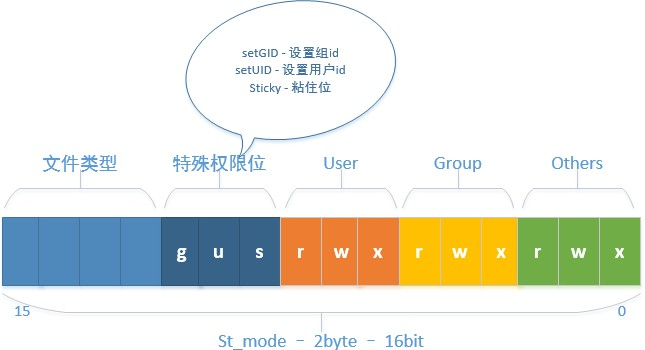 setGID - 设置组id
setUID - 设置用户id
Sticky - 粘住位
文件类型 特殊权限位 User Group Others
g u s r w x r w x r w x
15 0
St_mode - 2byte - 16bit